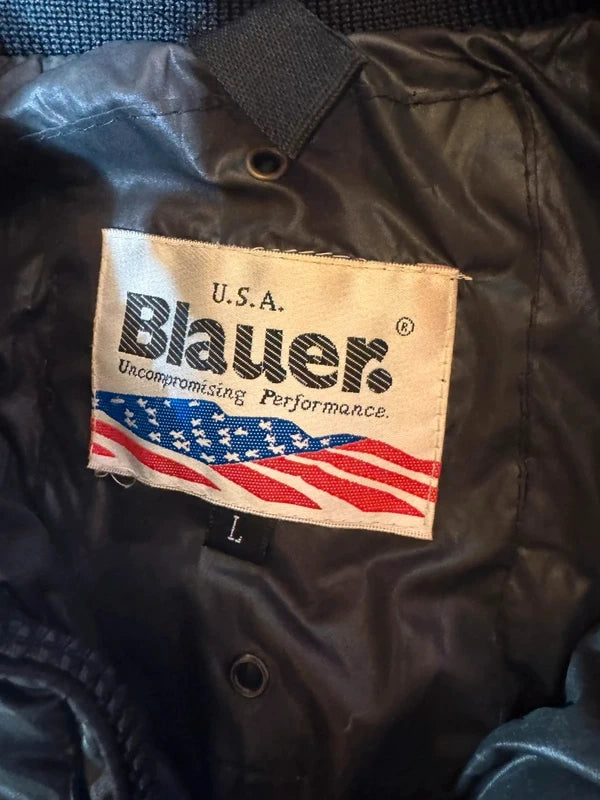 U.S.A.
Blauer.®
Uncompromising Performance.
L